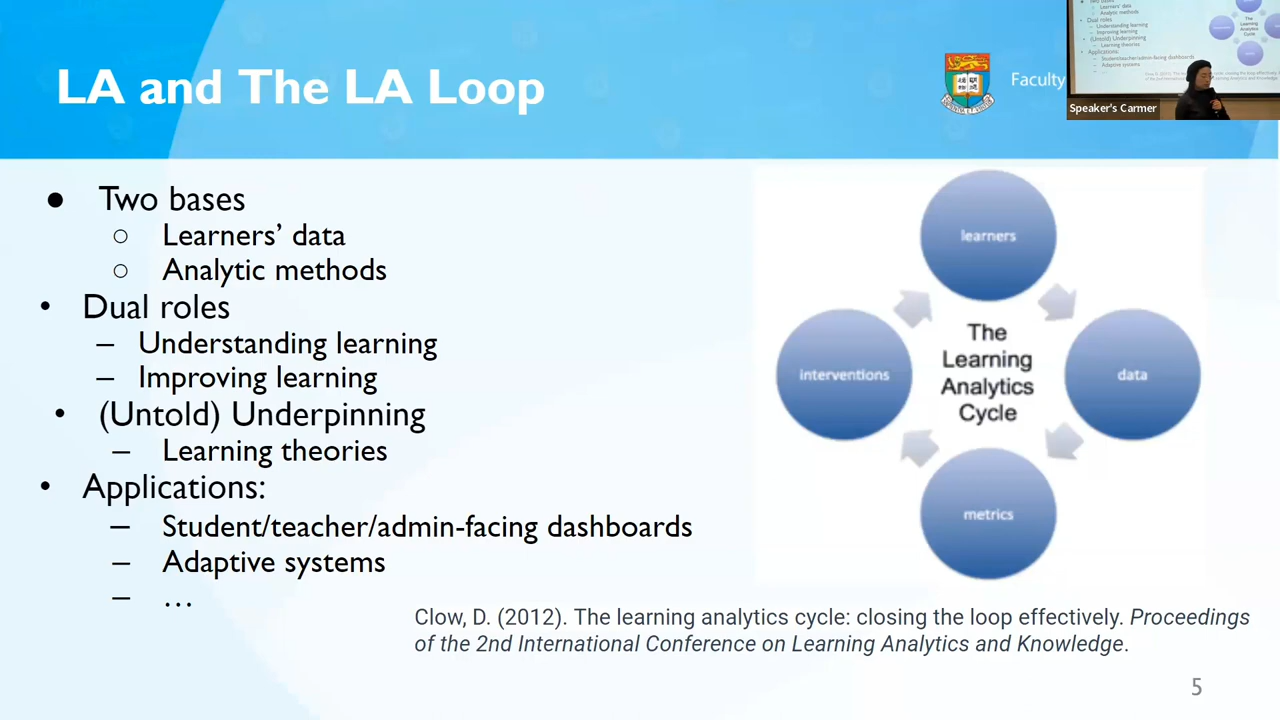 LA and The LA Loop
Faculty
Speaker's Carmer
● Two bases
○ Learners’ data
○ Analytic methods
• Dual roles
– Understanding learning
– Improving learning
• (Untold) Underpinning
– Learning theories
• Applications:
– Student/teacher/admin-facing dashboards
– Adaptive systems
– …
learners
data
metrics
interventions
The
Learning
Analytics
Cycle
Clow, D. (2012). The learning analytics cycle: closing the loop effectively. Proceedings
of the 2nd International Conference on Learning Analytics and Knowledge.
5